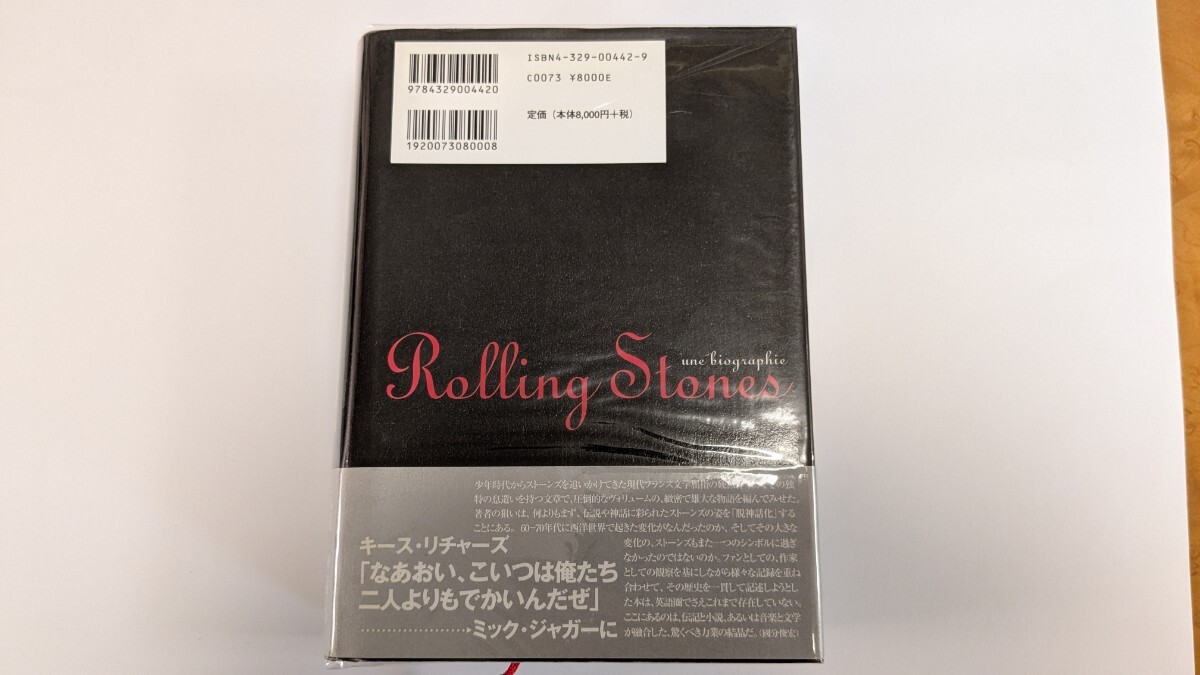 ISBN4-329-00442-9
C0073 ¥8000E
9784329004420
定価（本体8,000円＋税）
1920073080008
une biographie
Rolling Stones
少年時代からストーンズを追いかけてきた現代フランス文学
特の息遣いを持つ文章で、圧倒的なヴォリュームの、緻密で雄大な物語を編んでみせた。
著者の狙いは、何よりもまず、伝説や神話に彩られたストーンズの姿を「脱神話化」する
ことにある。60-70年代に西洋世界で起きた変化がなんだったのか、そしてその大きな
変化の、ストーンズもまた一つのシンボルに過ぎ
なかったのではないのか。ファンとしての、作家
としての観察を基にしながら様々な記録を重ね
合わせて、その歴史を一貫して記述しようとし
た本は、英語圏でさえこれまで存在していない。
ここにあるのは、伝記と小説、あるいは音楽と文学
が融合した、驚くべき力業の結晶だ。（國分俊宏）
キース・リチャーズ
「なあおい、こいつは俺たち
二人よりもでかいんだぜ」
ミック・ジャガーに